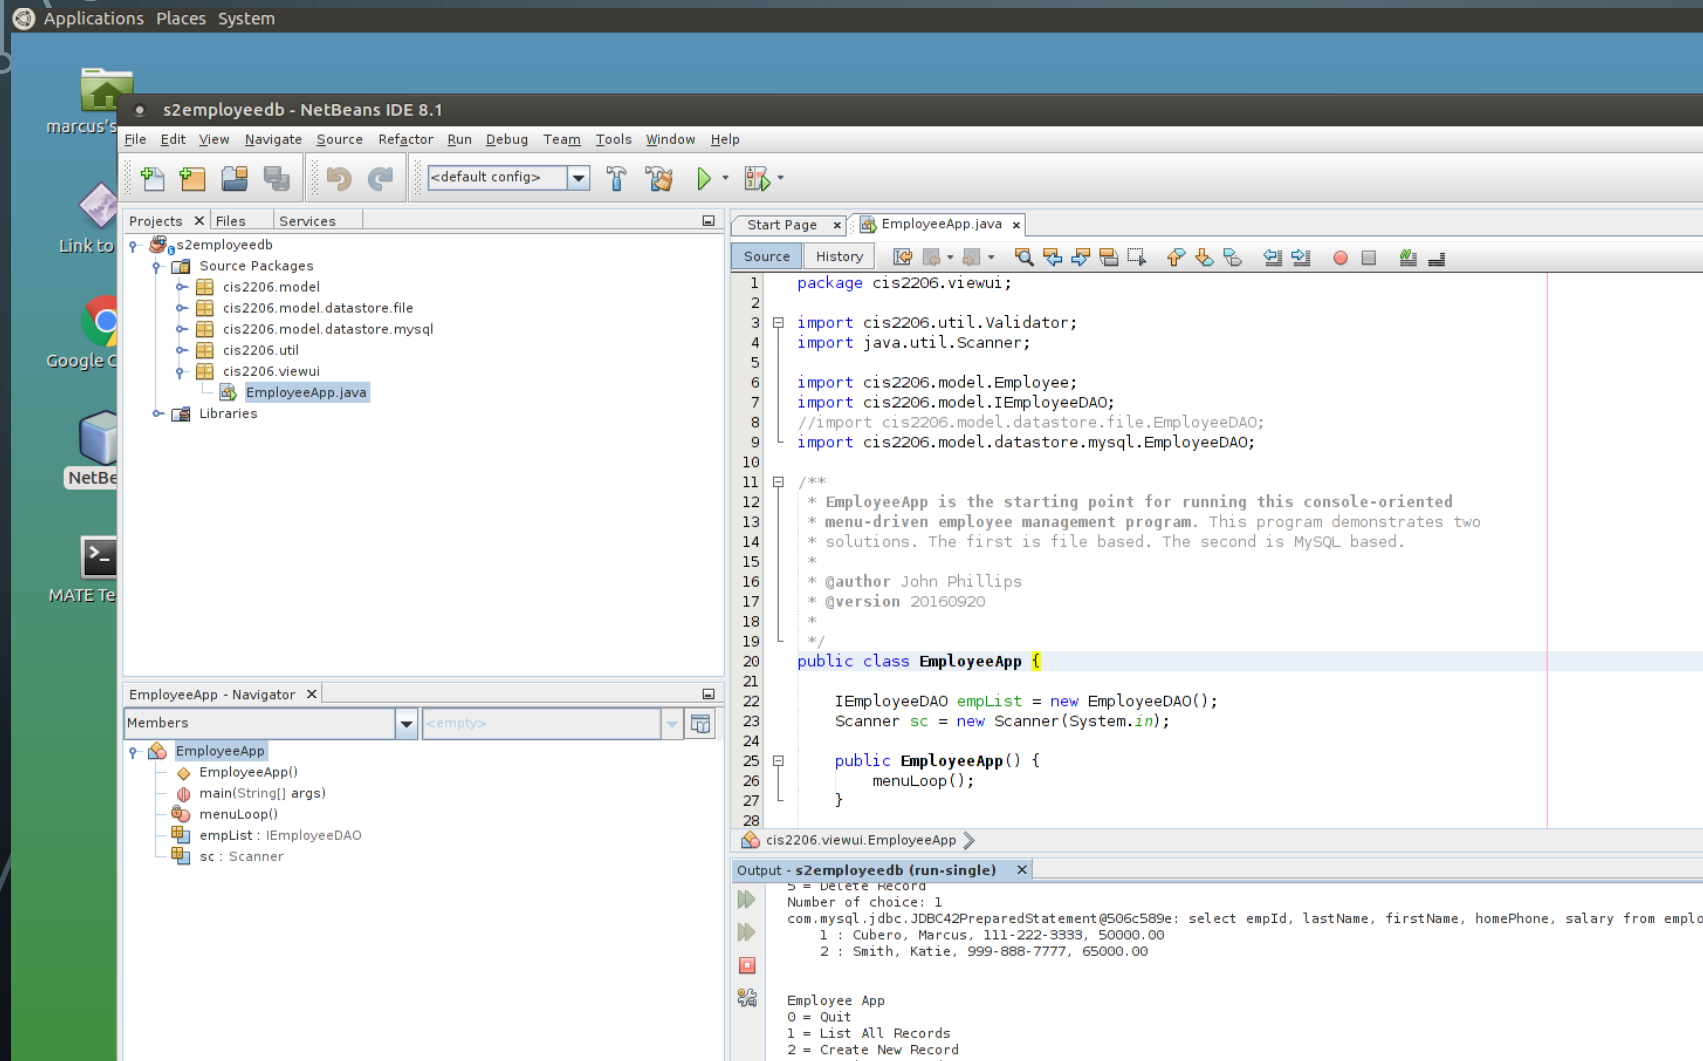 Applications Places System
marcus's
Link to
Google C
NetBe
MATE Te
s2employeedb - NetBeans IDE 8.1
File Edit View Navigate Source Refactor Run Debug Team Tools Window Help
<default config>
Projects Files Services
s2employeedb
Source Packages
cis2206.model
cis2206.model.datastore.file
cis2206.model.datastore.mysql
cis2206.util
cis2206.viewui
EmployeeApp.java
Libraries
EmployeeApp - Navigator
Members <empty>
EmployeeApp
EmployeeApp()
main(String[] args)
menuLoop()
empList : IEmployeeDAO
sc : Scanner
Start Page EmployeeApp.java
Source History
1 package cis2206.viewui;
2
3 import cis2206.util.Validator;
4 import java.util.Scanner;
5
6 import cis2206.model.Employee;
7 import cis2206.model.IEmployeeDAO;
8 //import cis2206.model.datastore.file.EmployeeDAO;
9 import cis2206.model.datastore.mysql.EmployeeDAO;
10
11 /**
12 * EmployeeApp is the starting point for running this console-oriented
13 * menu-driven employee management program. This program demonstrates two
14 * solutions. The first is file based. The second is MySQL based.
15 *
16 * @author John Phillips
17 * @version 20160920
18 *
19 */
20 public class EmployeeApp {
21
22 IEmployeeDAO empList = new EmployeeDAO();
23 Scanner sc = new Scanner(System.in);
24
25 public EmployeeApp() {
26 menuLoop();
27 }
28
cis2206.viewui.EmployeeApp
Output - s2employeedb (run-single)
5 = Delete Record
Number of choice: 1
com.mysql.jdbc.JDBC42PreparedStatement@506c589e: select empId, lastName, firstName, homePhone, salary from emplo
1 : Cubero, Marcus, 111-222-3333, 50000.00
2 : Smith, Katie, 999-888-7777, 65000.00
Employee App
0 = Quit
1 = List All Records
2 = Create New Record